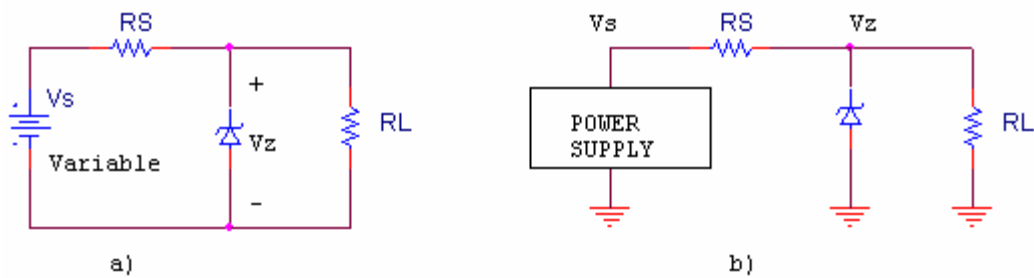 RS
Vs
Variable
+
Vz
-
RL
a)
Vs
RS
Vz
POWER
SUPPLY
RL
b)